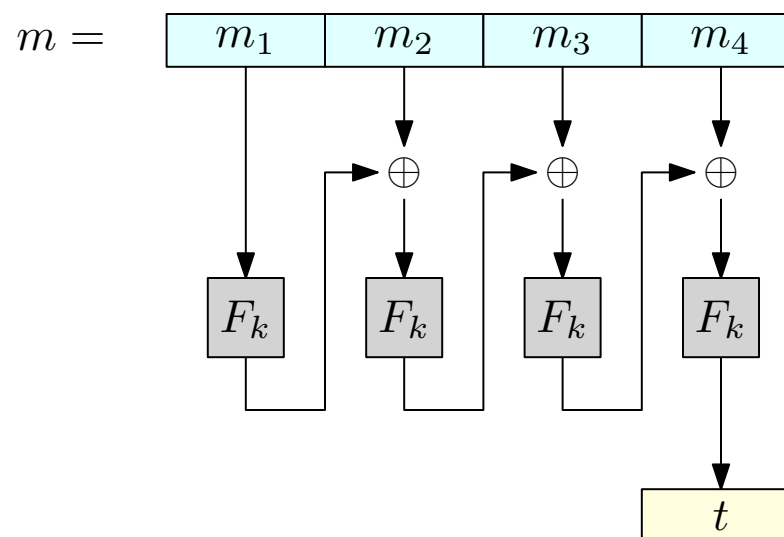 m = m₁ m₂ m₃ m₄
⊕ ⊕ ⊕
Fₖ Fₖ Fₖ Fₖ
t